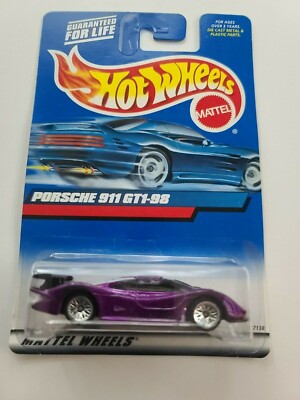 GUARANTEED
FOR LIFE
FOR AGES
OVER 3 YEARS
DIE CAST METAL &
PLASTIC PARTS.
Hot Wheels
MATTEL
PORSCHE 911 GT1-98
MATTEL WHEELS